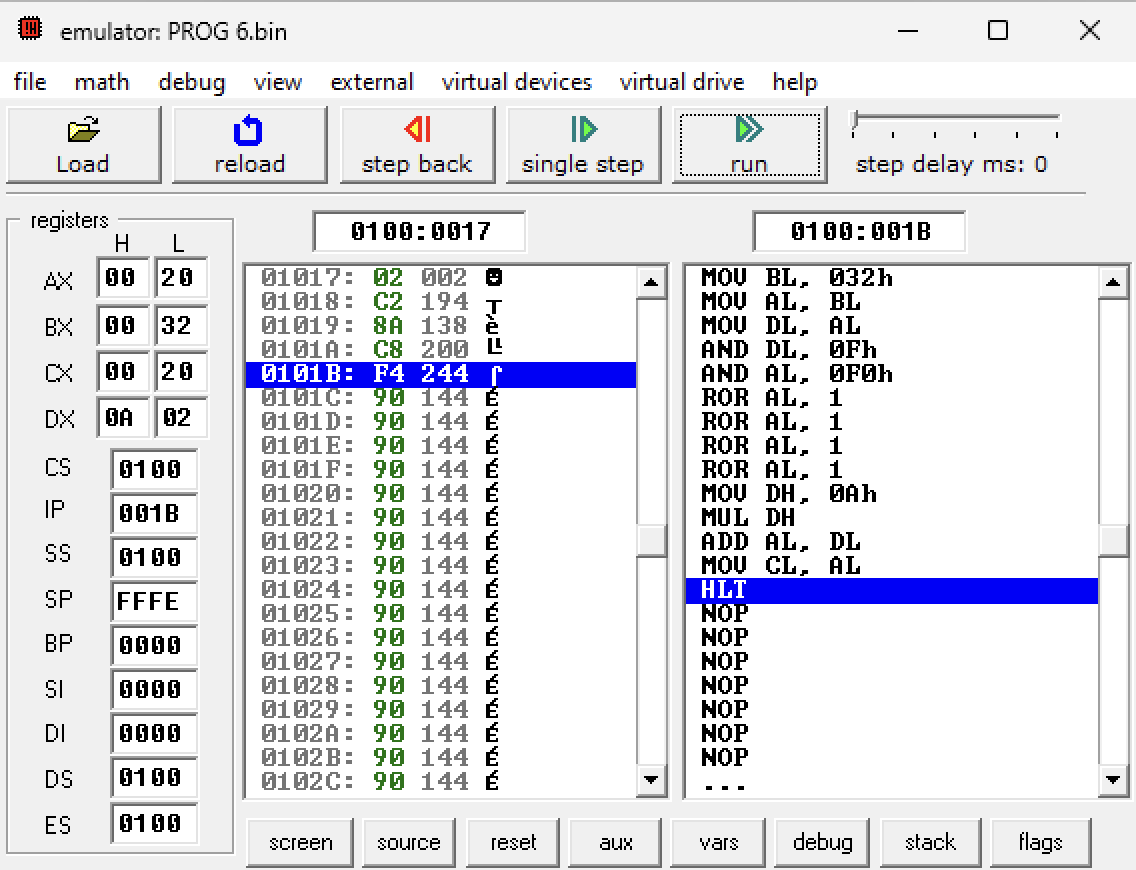 emulator: PROG 6.bin
file math debug view external virtual devices virtual drive help
Load reload step back single step run step delay ms: 0
registers
H L
AX 00 20
BX 00 32
CX 00 20
DX 0A 02
CS 0100
IP 001B
SS 0100
SP FFFE
BP 0000
SI 0000
DI 0000
DS 0100
ES 0100
0100:0017
01017: 02 002 ☻
01018: C2 194 ┬
01019: 8A 138 è
0101A: C8 200 ╚
0101B: F4 244 ⌠
0101C: 90 144 É
0101D: 90 144 É
0101E: 90 144 É
0101F: 90 144 É
01020: 90 144 É
01021: 90 144 É
01022: 90 144 É
01023: 90 144 É
01024: 90 144 É
01025: 90 144 É
01026: 90 144 É
01027: 90 144 É
01028: 90 144 É
01029: 90 144 É
0102A: 90 144 É
0102B: 90 144 É
0102C: 90 144 É
0100:001B
MOV BL, 032h
MOV AL, BL
MOV DL, AL
AND DL, 0Fh
AND AL, 0F0h
ROR AL, 1
ROR AL, 1
ROR AL, 1
ROR AL, 1
MOV DH, 0Ah
MUL DH
ADD AL, DL
MOV CL, AL
HLT
NOP
NOP
NOP
NOP
NOP
NOP
NOP
...
screen source reset aux vars debug stack flags